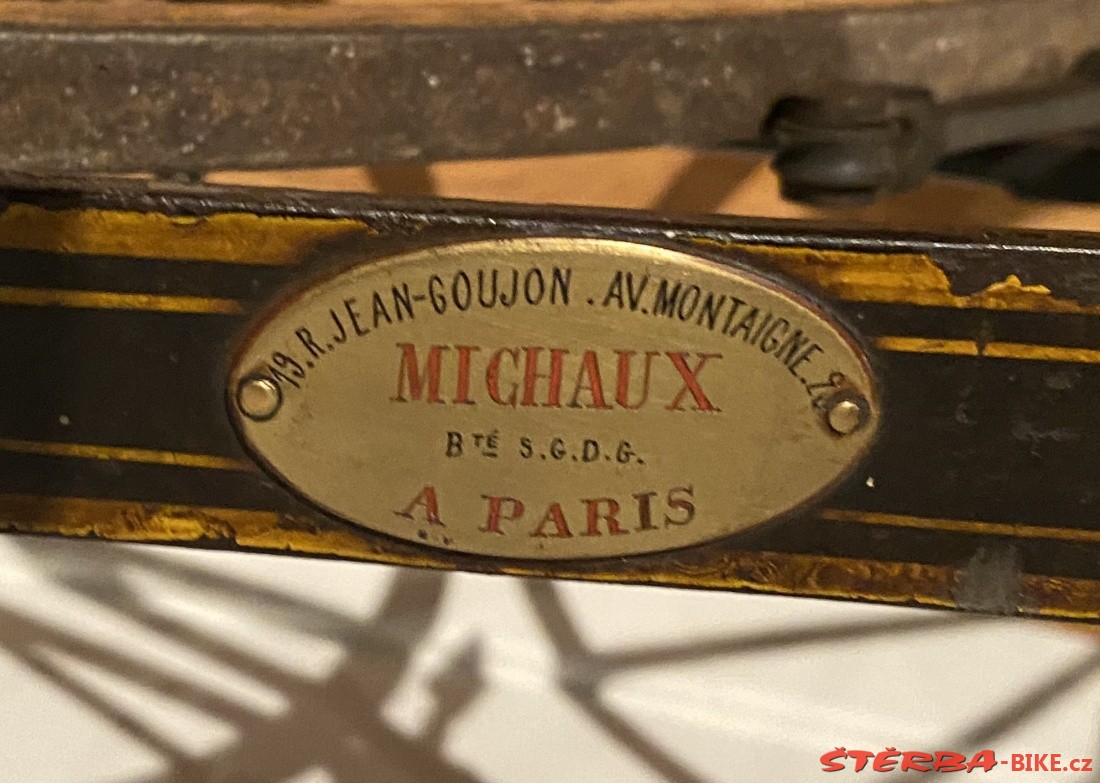 19.R.JEAN-GOUJON.AV.MONTAIGNE.
MICHAUX
BTÉ S.G.D.G.
A PARIS
ŠTĚRBA-BIKE.cz